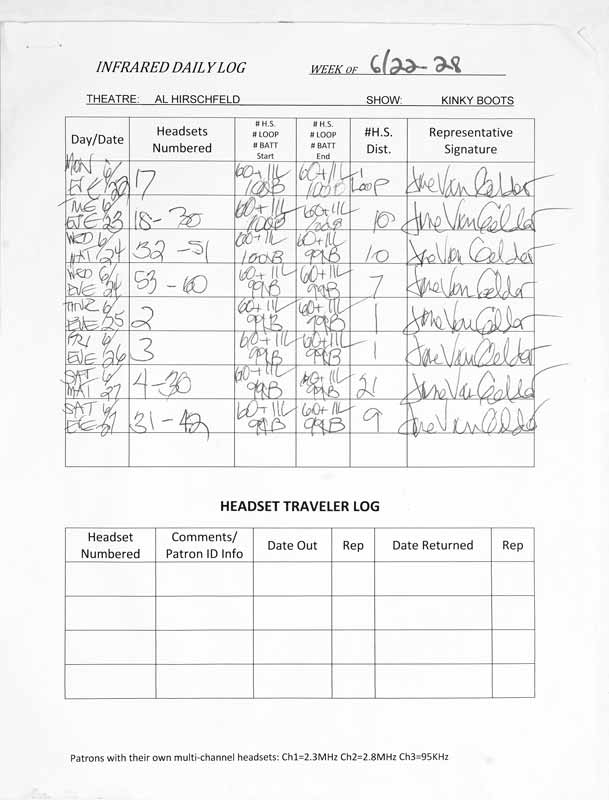 INFRARED DAILY LOG WEEK OF 6/22-28
THEATRE: AL HIRSCHFELD SHOW: KINKY BOOTS
Day/Date
Headsets
Numbered
# H.S.
# LOOP
# BATT
Start
# H.S.
# LOOP
# BATT
End
#H.S.
Dist.
Representative
Signature
MON 6/
EVE 22
17
60+11L
100B
60+11L
100B
1
LOOP
Jane Van Gelder
TUE 6/
EVE 23
18-30
60+11L
100B
60+11L
100B
10
Jane Van Gelder
WED 6/
MAT 24
32-51
60+11L
100B
60+11L
99B
10
Jane Van Gelder
WED 6/
EVE 24
53-60
60+11L
99B
60+11L
99B
7
Jane Van Gelder
THUR 6/
EVE 25
2
60+11L
99B
60+11L
99B
1
Jane Van Gelder
FRI 6/
EVE 26
3
60+11L
99B
60+11L
99B
1
Jane Van Gelder
SAT 6/
MAT 27
4-30
60+11L
99B
60+11L
99B
21
Jane Van Gelder
SAT 6/
EVE 27
31-42
60+11L
99B
60+11L
99B
9
Jane Van Gelder
HEADSET TRAVELER LOG
Headset
Numbered
Comments/
Patron ID Info
Date Out
Rep
Date Returned
Rep
Patrons with their own multi-channel headsets: Ch1=2.3MHz Ch2=2.8MHz Ch3=95KHz